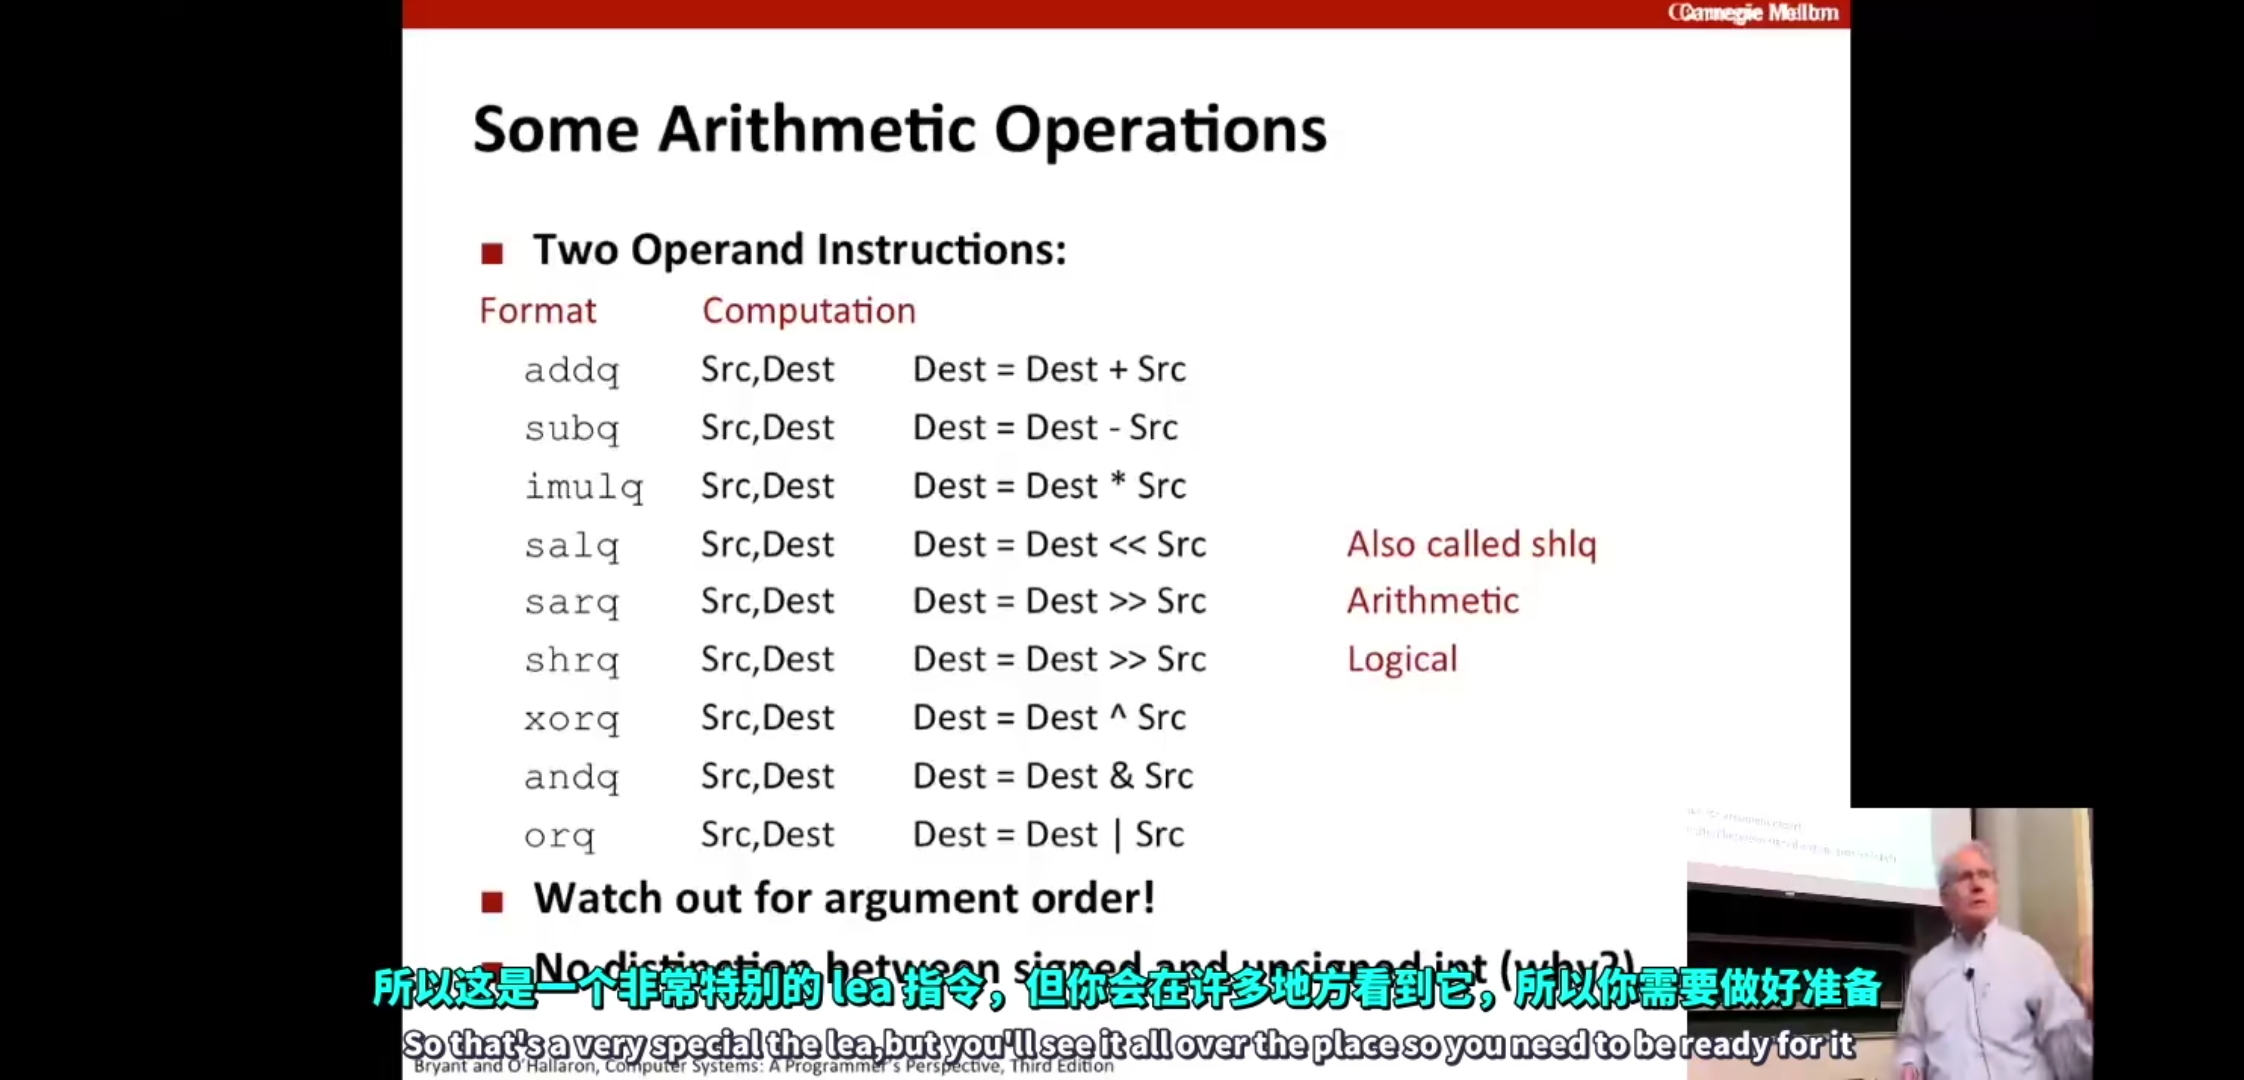 Carnegie Mellon
Some Arithmetic Operations
■ Two Operand Instructions:
Format Computation
addq Src,Dest Dest = Dest + Src
subq Src,Dest Dest = Dest - Src
imulq Src,Dest Dest = Dest * Src
salq Src,Dest Dest = Dest << Src Also called shlq
sarq Src,Dest Dest = Dest >> Src Arithmetic
shrq Src,Dest Dest = Dest >> Src Logical
xorq Src,Dest Dest = Dest ^ Src
andq Src,Dest Dest = Dest & Src
orq Src,Dest Dest = Dest | Src
■ Watch out for argument order!
■ No distinction between signed and unsigned int (why?)
所以这是一个非常特别的 lea 指令，但你会在许多地方看到它，所以你需要做好准备
So that's a very special the lea,but you'll see it all over the place so you need to be ready for it
Bryant and O'Hallaron, Computer Systems: A Programmer's Perspective, Third Edition